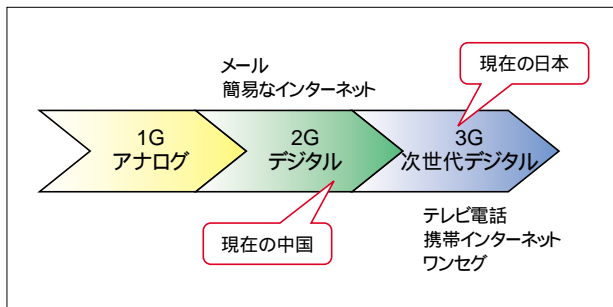 メール
簡易なインターネット
現在の日本
1G
アナログ
2G
デジタル
3G
次世代デジタル
現在の中国
テレビ電話
携帯インターネット
ワンセグ